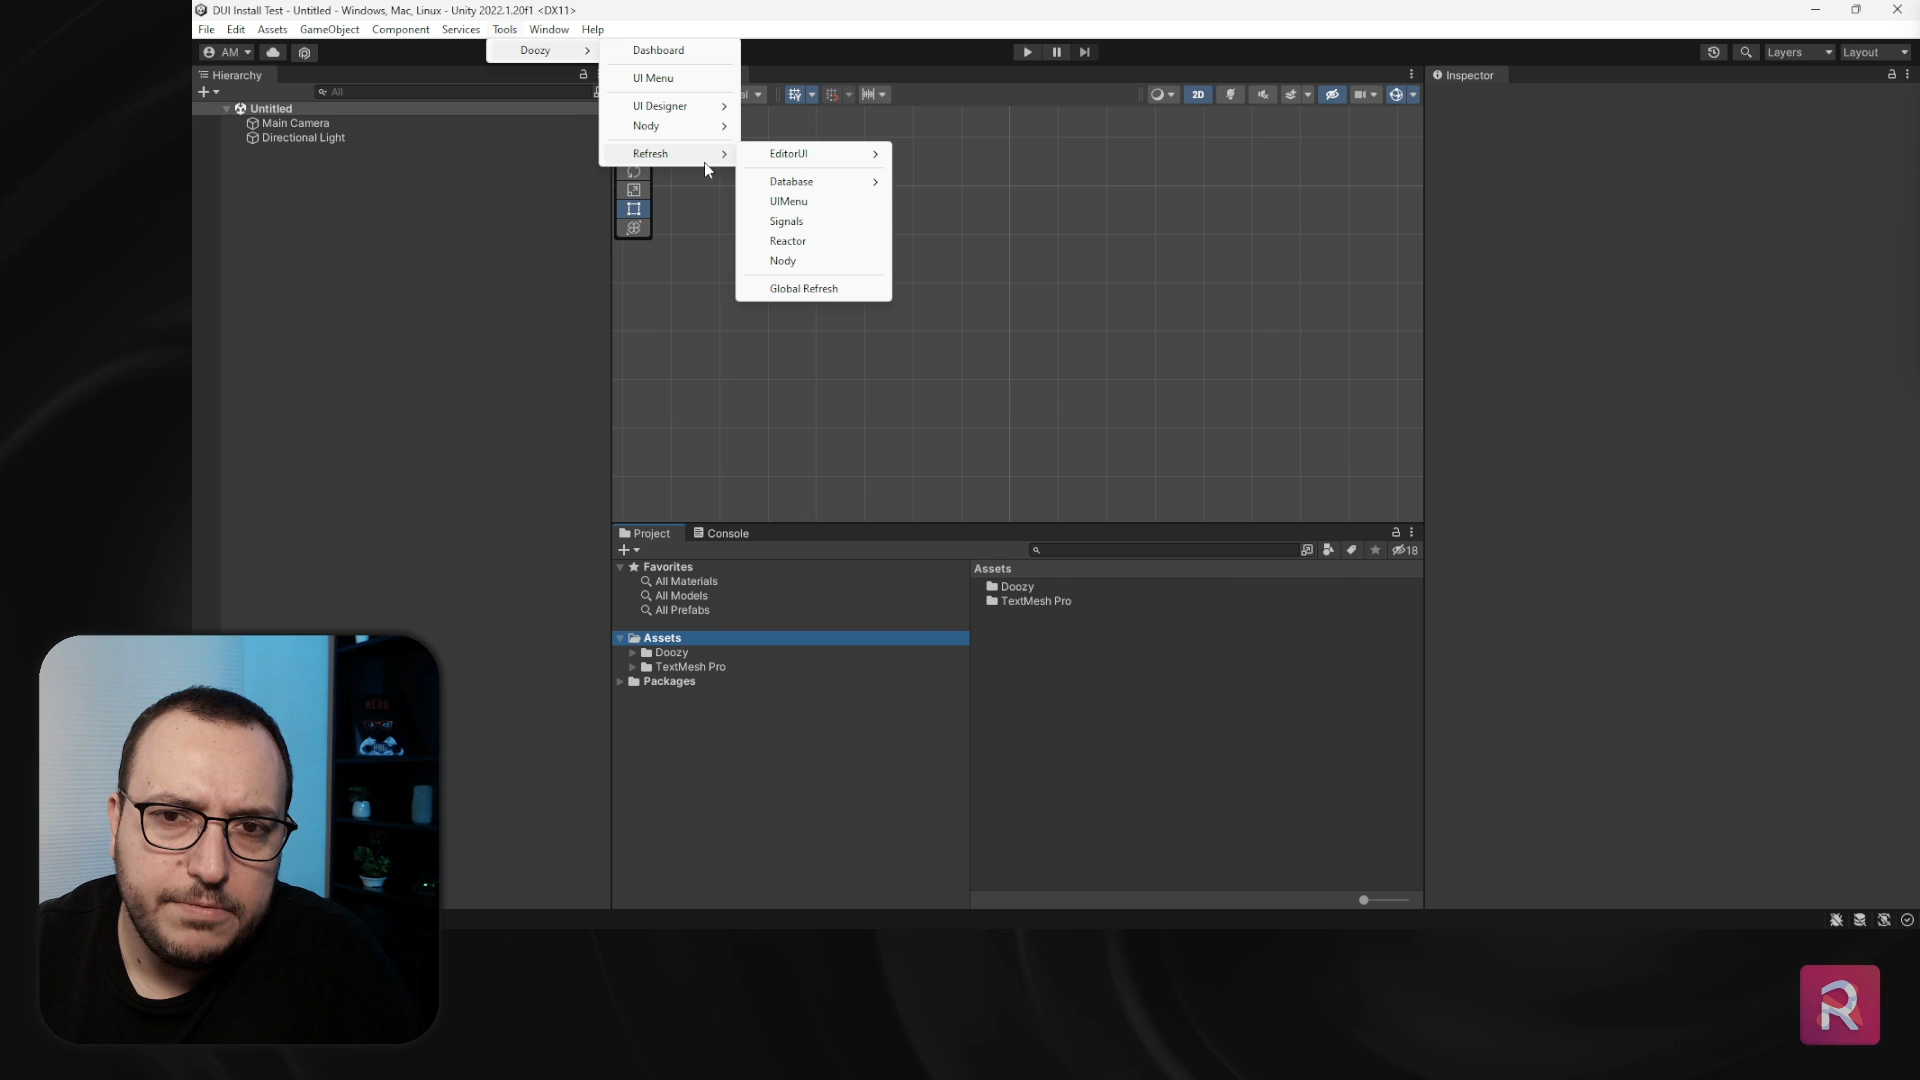 DUI Install Test - Untitled - Windows, Mac, Linux - Unity 2022.1.20f1 <DX11>
File Edit Assets GameObject Component Services Tools Window Help
AM
Layers
Layout
Doozy
Dashboard
UI Menu
UI Designer
Nody
Refresh
EditorUI
Database
UIMenu
Signals
Reactor
Nody
Global Refresh
Hierarchy
All
Untitled
Main Camera
Directional Light
al
2D
Inspector
Project
Console
18
Favorites
All Materials
All Models
All Prefabs
Assets
Doozy
TextMesh Pro
Packages
Assets
Doozy
TextMesh Pro
R